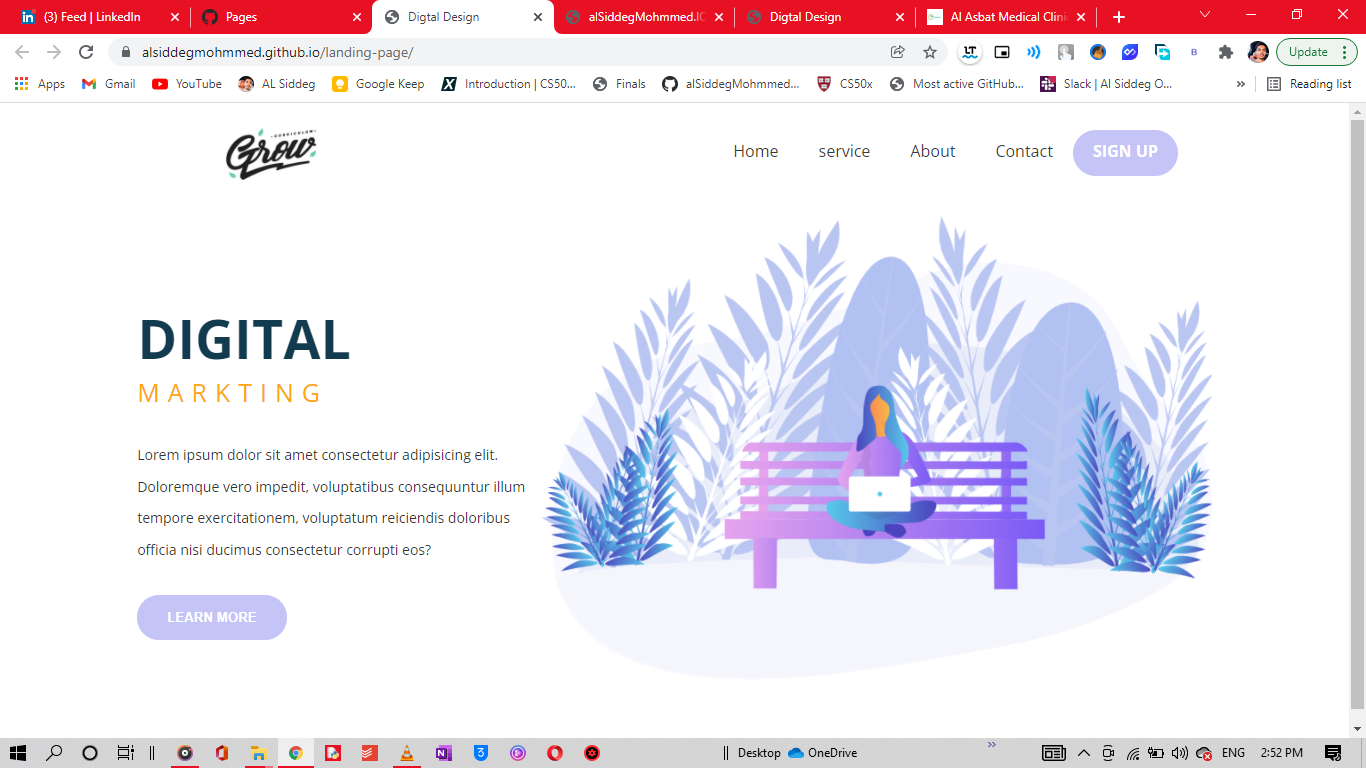 (3) Feed | LinkedIn
Pages
Digtal Design
alSiddegMohmmed.IC
Digtal Design
Al Asbat Medical Clini
alsiddegmohmmed.github.io/landing-page/
LT
B
Update
Apps
Gmail
YouTube
AL Siddeg
Google Keep
Introduction | CS50...
Finals
alSiddegMohmmed...
CS50x
Most active GitHub...
Slack | Al Siddeg O...
»
Reading list
CURRICULUM
Grow
Home
service
About
Contact
SIGN UP
DIGITAL
MARKTING
Lorem ipsum dolor sit amet consectetur adipisicing elit.
Doloremque vero impedit, voluptatibus consequuntur illum
tempore exercitationem, voluptatum reiciendis doloribus
officia nisi ducimus consectetur corrupti eos?
LEARN MORE
Desktop
OneDrive
»
ENG
2:52 PM